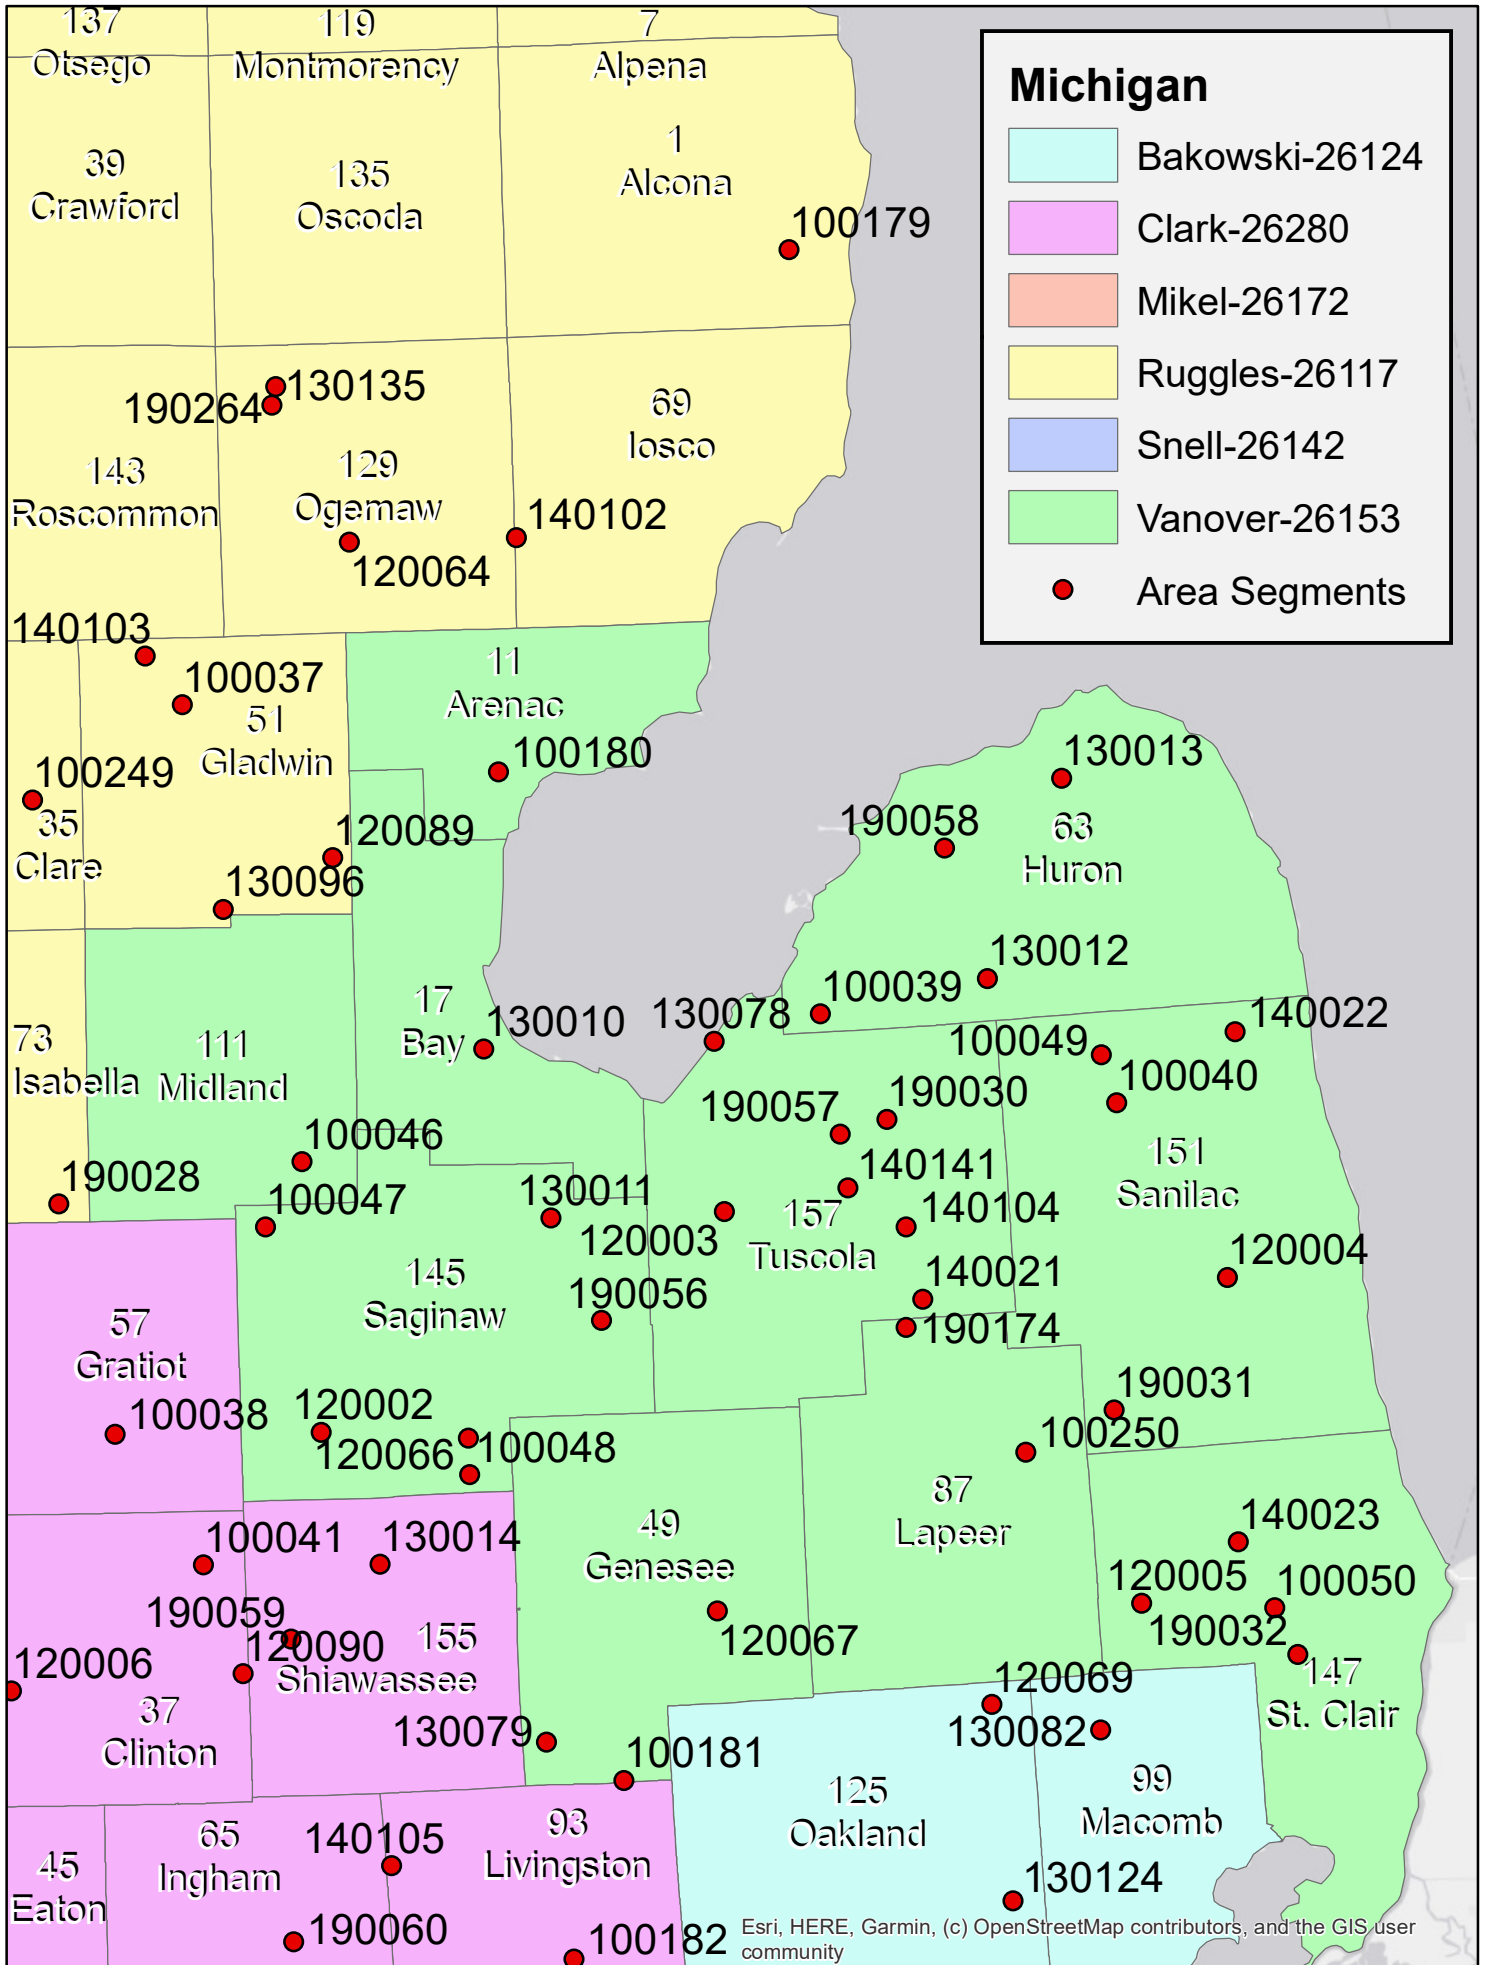 137
Otsego
119
Montmorency
7
Alpena
Michigan
Bakowski-26124
Clark-26280
Mikel-26172
Ruggles-26117
Snell-26142
Vanover-26153
Area Segments
39
Crawford
135
Oscoda
1
Alcona
100179
130135
190264
69
Iosco
143
Roscommon
129
Ogemaw
140102
120064
140103
100037
51
Gladwin
11
Arenac
100180
100249
35
Clare
120089
130096
130013
190058
63
Huron
130012
100039
17
Bay
130010
130078
140022
100049
100040
73
Isabella
111
Midland
190057
190030
100046
190028
100047
130011
140141
140104
151
Sanilac
120003
157
Tuscola
120004
145
Saginaw
190056
140021
190174
57
Gratiot
100038
120002
120066
100048
190031
100250
87
Lapeer
49
Genesee
140023
100041
130014
120005
100050
190059
120090
155
Shiawassee
120067
190032
120006
37
Clinton
120069
147
St. Clair
130079
130082
100181
125
Oakland
99
Macomb
65
Ingham
140105
93
Livingston
45
Eaton
130124
190060
100182
Esri, HERE, Garmin, (c) OpenStreetMap contributors, and the GIS user
community